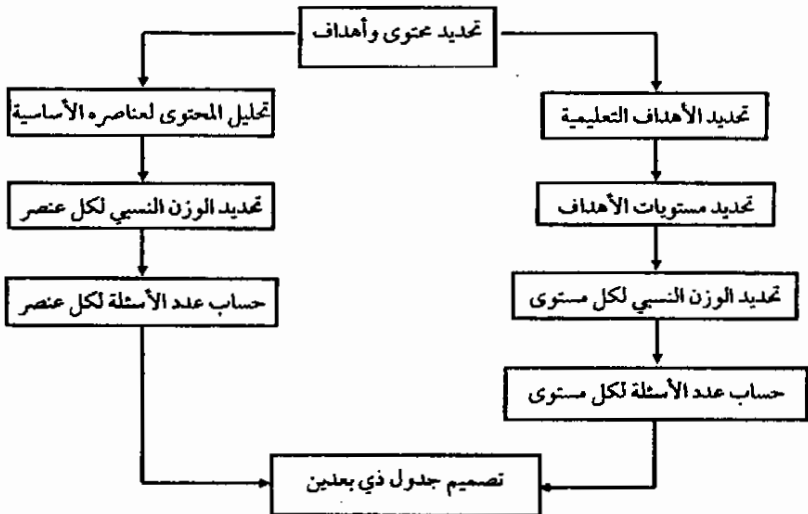 تحديد محتوى وأهداف
تحديد الأهداف التعليمية
تحديد مستويات الأهداف
تحديد الوزن النسبي لكل مستوى
حساب عدد الأسئلة لكل مستوى
تحليل المحتوى لعناصره الأساسية
تحديد الوزن النسبي لكل عنصر
حساب عدد الأسئلة لكل عنصر
تصميم جدول ذي بعدين